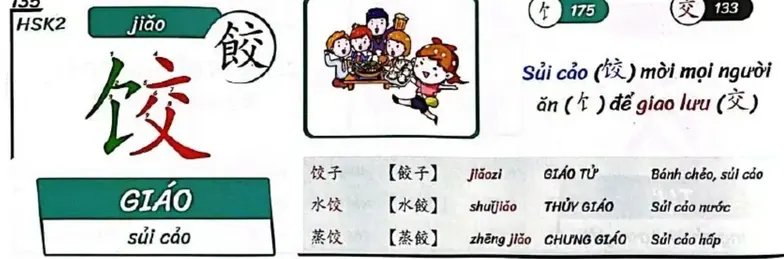 135
HSK2
jiǎo
餃
饺
GIÁO
sủi cảo
饣 175
交 133
Sủi cảo (饺) mời mọi người
ăn (饣) để giao lưu (交)
饺子 【餃子】 jiǎozi GIÁO TỬ Bánh chẻo, sủi cảo
水饺 【水餃】 shuǐjiǎo THỦY GIÁO Sủi cảo nước
蒸饺 【蒸餃】 zhēng jiǎo CHƯNG GIÁO Sủi cảo hấp